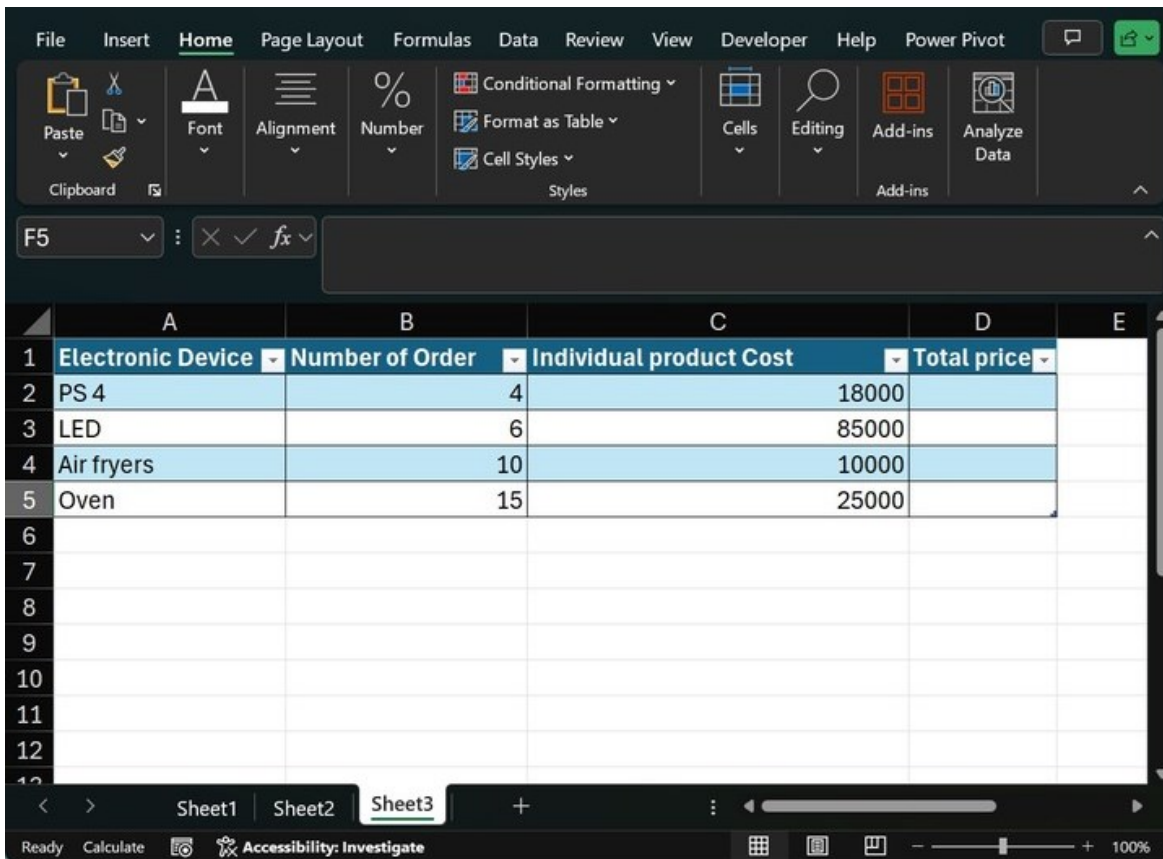 File Insert Home Page Layout Formulas Data Review View Developer Help Power Pivot
Paste Font Alignment Number Conditional Formatting Cells Editing Add-ins Analyze Data
Format as Table
Cell Styles
Clipboard Styles Add-ins
F5 fx
A B C D E
1 Electronic Device Number of Order Individual product Cost Total price
2 PS 4 4 18000
3 LED 6 85000
4 Air fryers 10 10000
5 Oven 15 25000
6
7
8
9
10
11
12
Sheet1 Sheet2 Sheet3
Ready Calculate Accessibility: Investigate 100%